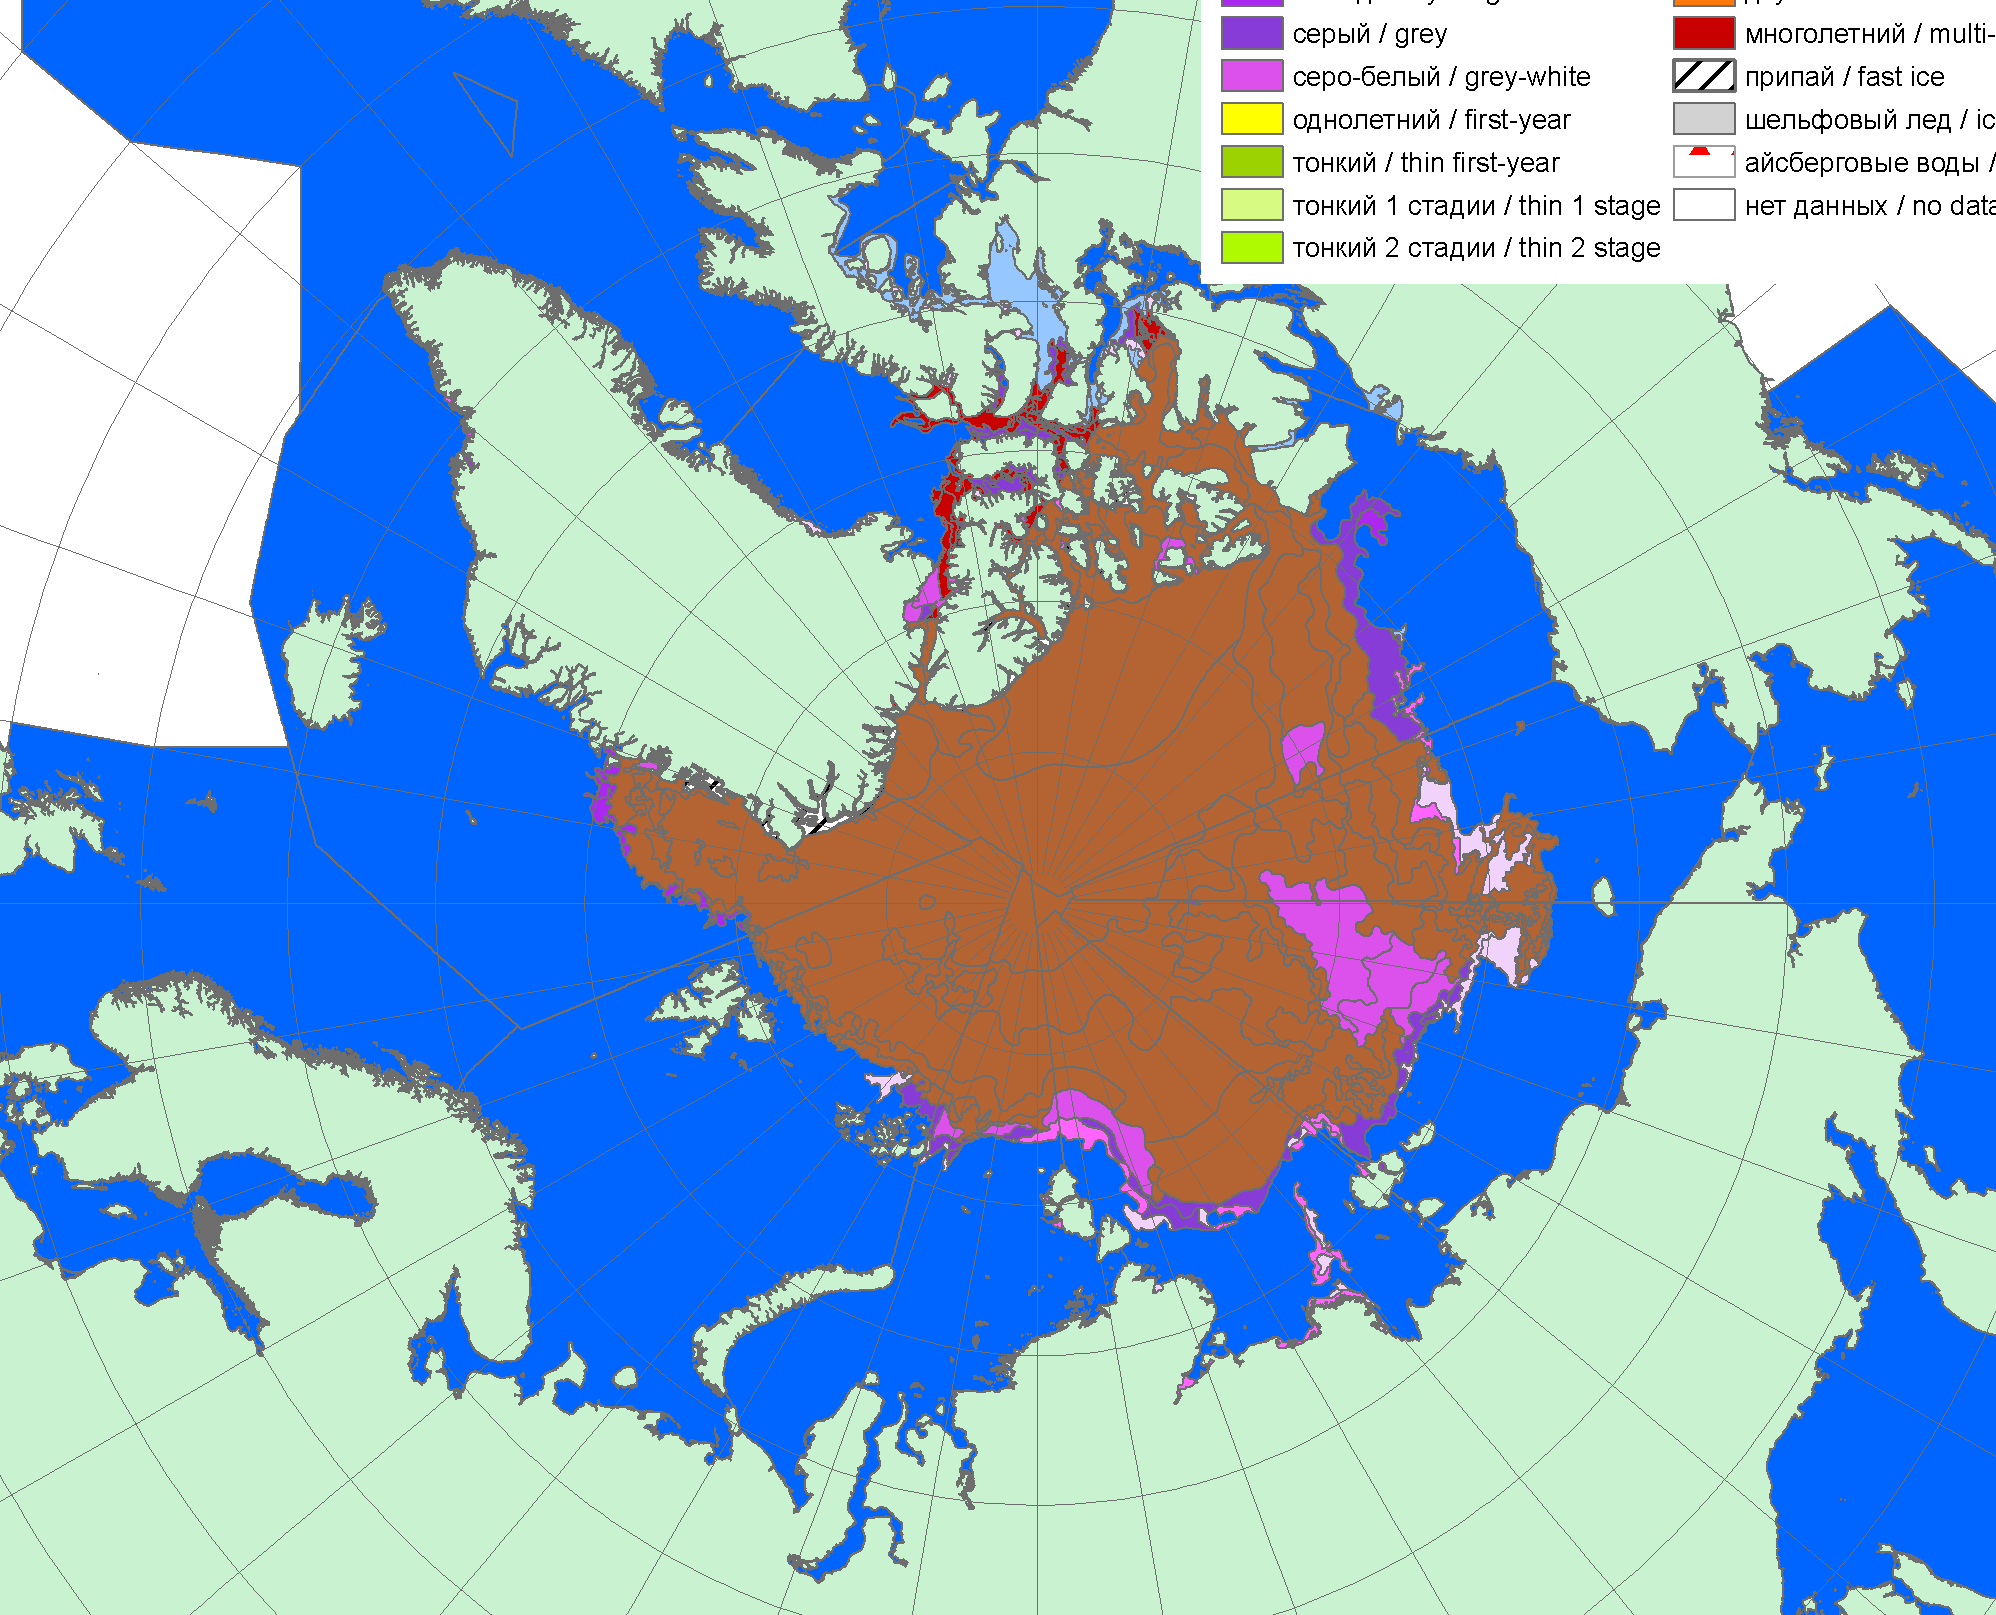 серый / grey
серо-белый / grey-white
однолетний / first-year
тонкий / thin first-year
тонкий 1 стадии / thin 1 stage
тонкий 2 стадии / thin 2 stage
многолетний / multi-
припай / fast ice
шельфовый лед / ic
айсберговые воды /
нет данных / no data